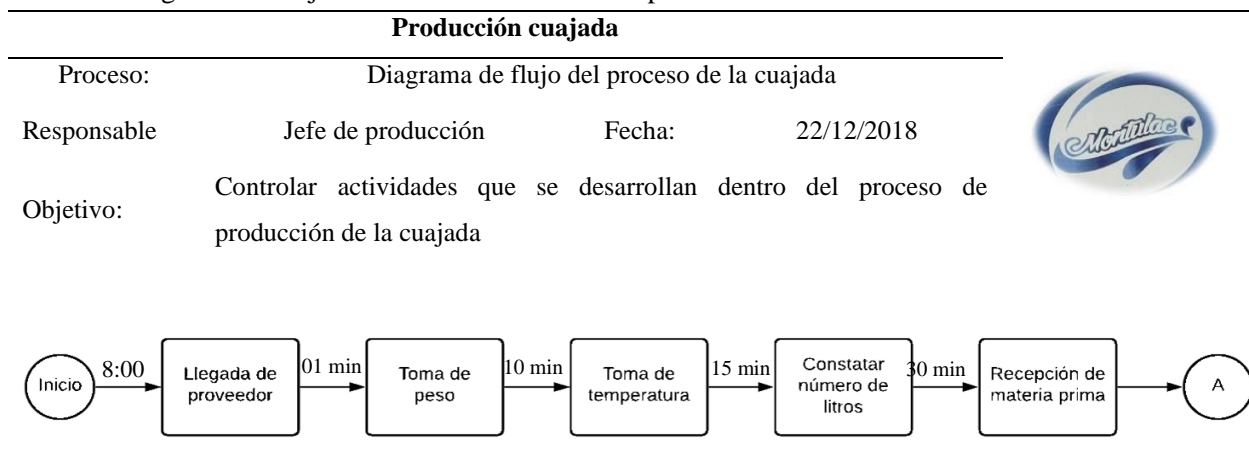 Producción cuajada
Proceso: Diagrama de flujo del proceso de la cuajada
Responsable Jefe de producción Fecha: 22/12/2018
Montulac
Objetivo: Controlar actividades que se desarrollan dentro del proceso de
producción de la cuajada
Inicio
8:00
Llegada de
proveedor
01 min
Toma de
peso
10 min
Toma de
temperatura
15 min
Constatar
número de
litros
30 min
Recepción de
materia prima
A